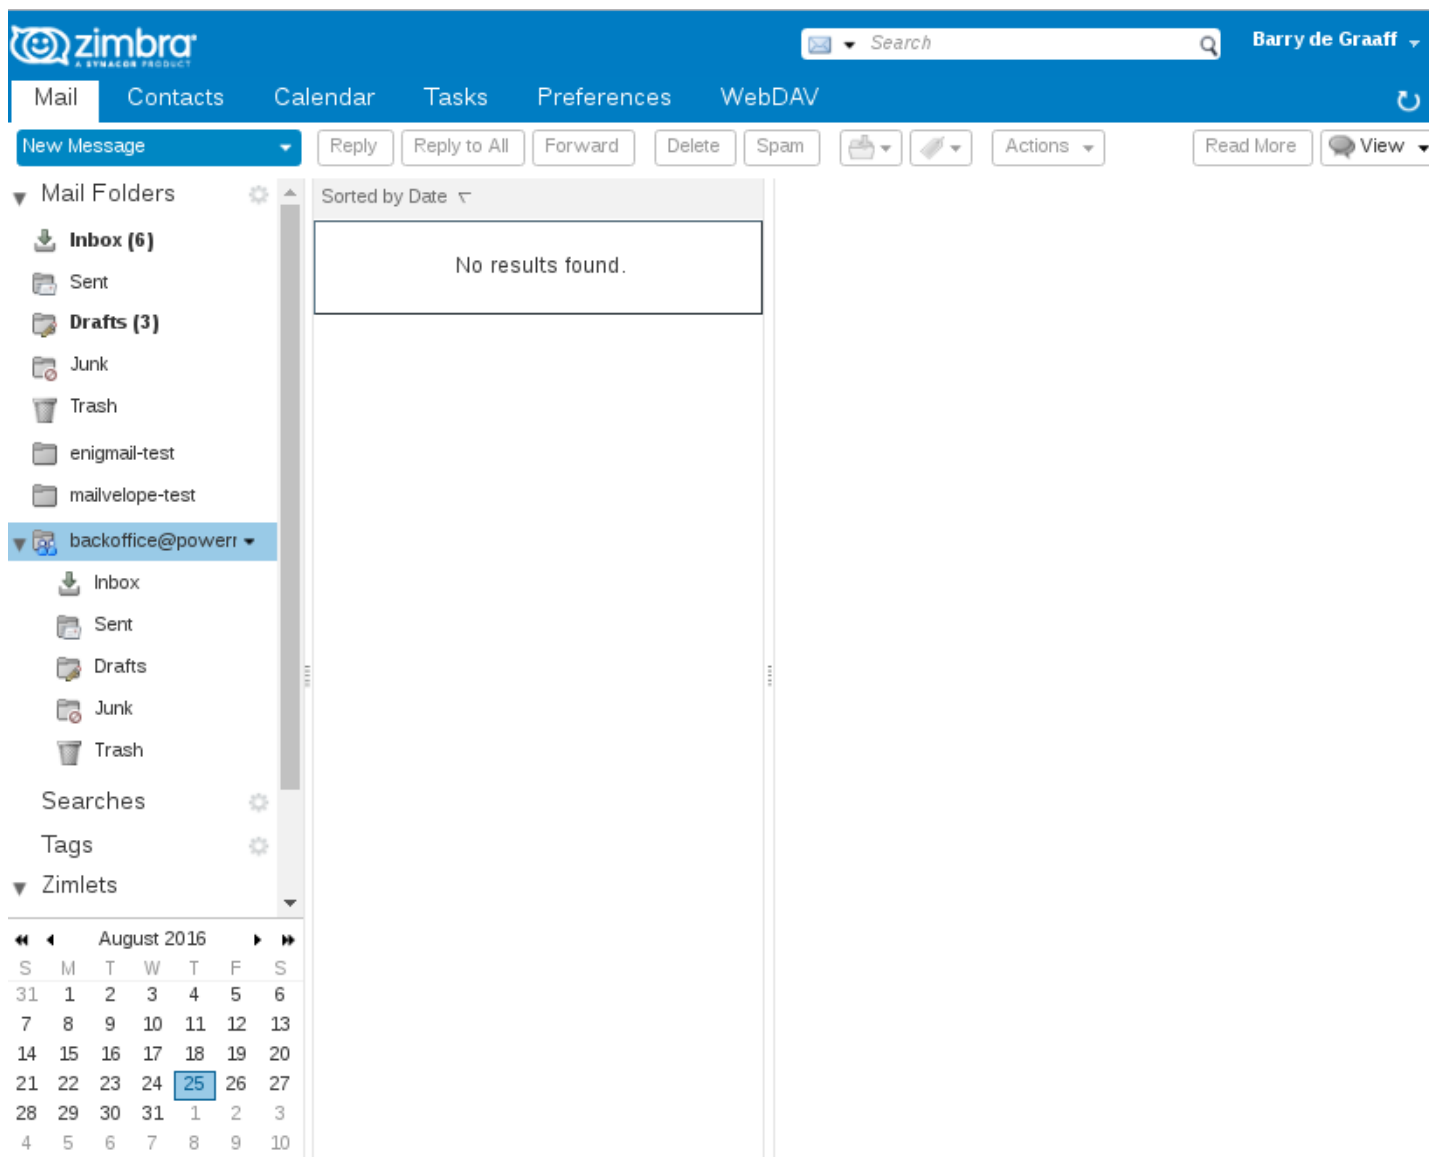 zimbra
A SYNACOR PRODUCT
Search
Barry de Graaff
Mail Contacts Calendar Tasks Preferences WebDAV
New Message Reply Reply to All Forward Delete Spam Actions Read More View
Mail Folders
Sorted by Date
Inbox (6)
No results found.
Sent
Drafts (3)
Junk
Trash
enigmail-test
mailvelope-test
backoffice@powerr
Inbox
Sent
Drafts
Junk
Trash
Searches
Tags
Zimlets
August 2016
S M T W T F S
31 1 2 3 4 5 6
7 8 9 10 11 12 13
14 15 16 17 18 19 20
21 22 23 24 25 26 27
28 29 30 31 1 2 3
4 5 6 7 8 9 10